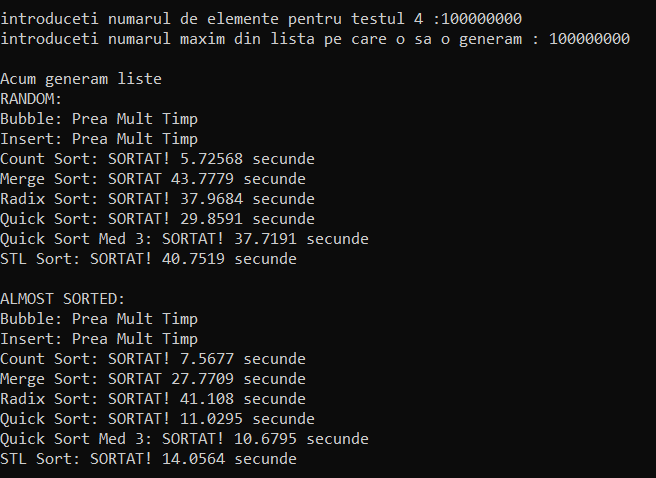 introduceti numarul de elemente pentru testul 4 :100000000
introduceti numarul maxim din lista pe care o sa o generam : 100000000
Acum generam liste
RANDOM:
Bubble: Prea Mult Timp
Insert: Prea Mult Timp
Count Sort: SORTAT! 5.72568 secunde
Merge Sort: SORTAT 43.7779 secunde
Radix Sort: SORTAT! 37.9684 secunde
Quick Sort: SORTAT! 29.8591 secunde
Quick Sort Med 3: SORTAT! 37.7191 secunde
STL Sort: SORTAT! 40.7519 secunde
ALMOST SORTED:
Bubble: Prea Mult Timp
Insert: Prea Mult Timp
Count Sort: SORTAT! 7.5677 secunde
Merge Sort: SORTAT 27.7709 secunde
Radix Sort: SORTAT! 41.108 secunde
Quick Sort: SORTAT! 11.0295 secunde
Quick Sort Med 3: SORTAT! 10.6795 secunde
STL Sort: SORTAT! 14.0564 secunde